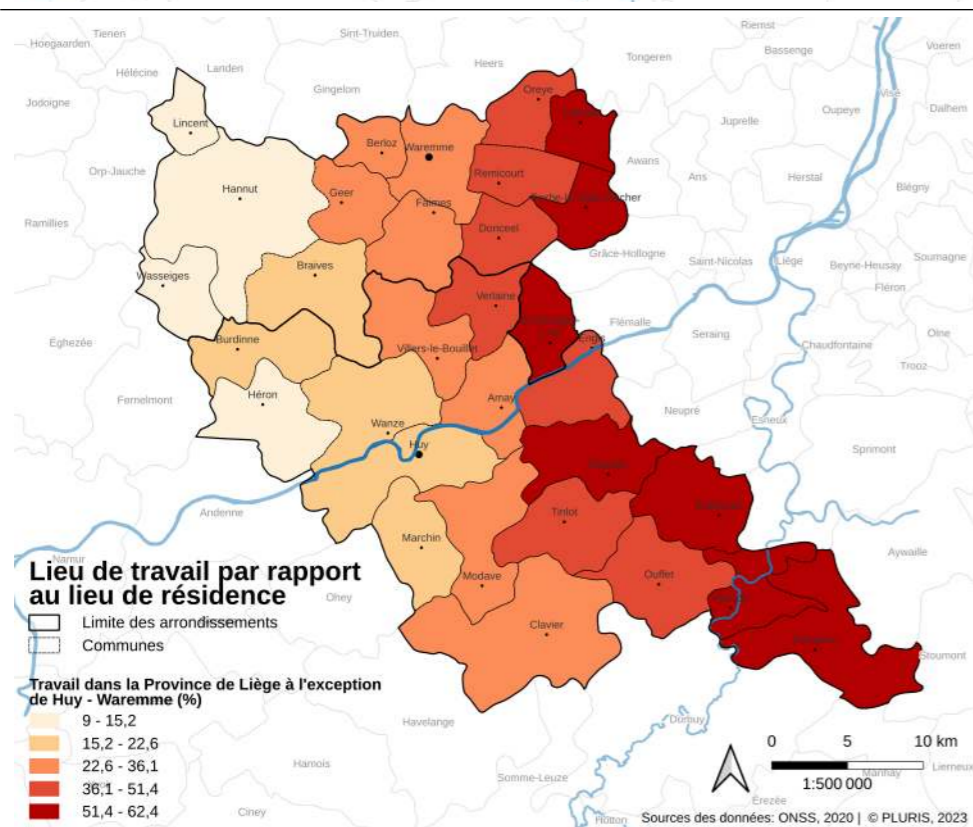 Riemst
Tienen
Sint-Truiden
Hoegaarden
Voeren
Bassenge
Heers
Tongeren
Landen
Hélécine
Gingelom
Oreye
Visé
Jodoigne
Oupeye
Dalhem
Lincent
Juprelle
Berloz
Waremme
Awans
Orp-Jauche
Remicourt
Ans
Herstal
Hannut
Geer
Blégny
Faimes
Ramillies
Donceel
Grâce-Hollogne
Saint-Nicolas
Liège
Beyne-Heusay
Soumagne
Braives
Wasseiges
Fléron
Verlaine
Flémalle
Seraing
Olne
Burdinne
Engis
Chaudfontaine
Eghezée
Villers-le-Bouillet
Trooz
Héron
Amay
Fernelmont
Neupré
Esneux
Wanze
Huy
Sprimont
Andenne
Tinlot
Marchin
Aywaille
Namur
Modave
Ouffet
Ohey
Clavier
Stoumont
Havelange
Durbuy
Hamois
Somme-Leuze
Manhay
Lierneux
Érezée
Ciney
Hotton
Lieu de travail par rapport
au lieu de résidence
Limite des arrondissements
Communes
Travail dans la Province de Liège à l'exception
de Huy - Waremme (%)
9 - 15,2
15,2 - 22,6
22,6 - 36,1
36,1 - 51,4
51,4 - 62,4
0 5 10 km
1:500 000
Sources des données: ONSS, 2020 | © PLURIS, 2023